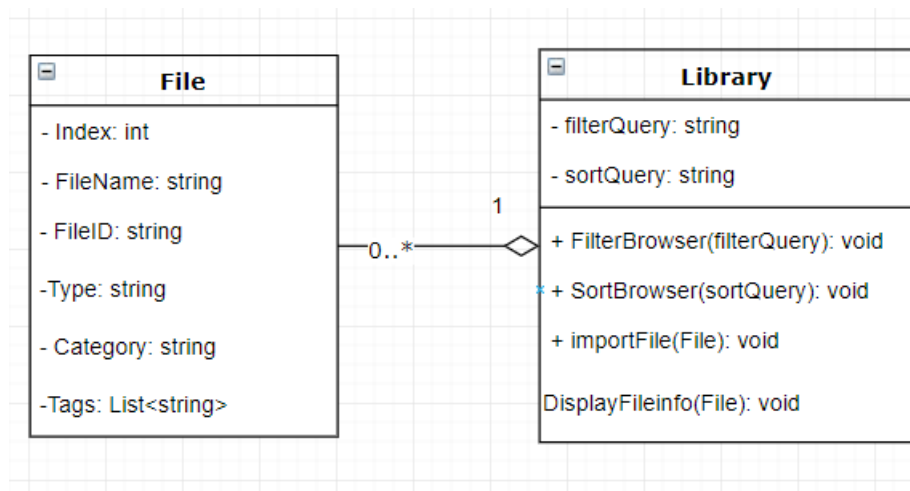 File
- Index: int
- FileName: string
- FileID: string
-Type: string
- Category: string
-Tags: List<string>
0..*
1
Library
- filterQuery: string
- sortQuery: string
+ FilterBrowser(filterQuery): void
+ SortBrowser(sortQuery): void
+ importFile(File): void
DisplayFileinfo(File): void